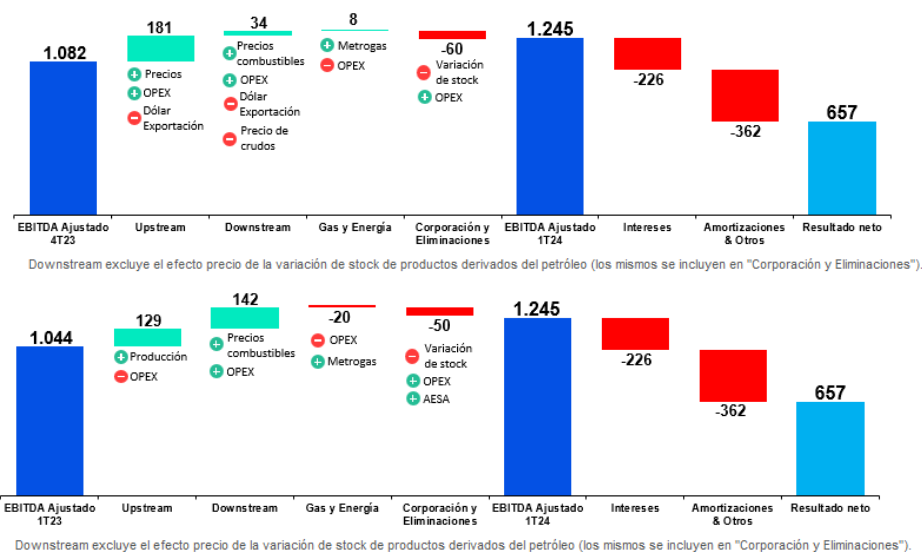 1.082
181
Precios
OPEX
Dólar
Exportación
34
Precios
combustibles
OPEX
Dólar
Exportación
Precio de
crudos
8
Metrogas
OPEX
-60
Variación
de stock
OPEX
1.245
-226
-362
657
EBITDA Ajustado
4T23
Upstream
Downstream
Gas y Energía
Corporación y
Eliminaciones
EBITDA Ajustado
1T24
Intereses
Amortizaciones
& Otros
Resultado neto
Downstream excluye el efecto precio de la variación de stock de productos derivados del petróleo (los mismos se incluyen en "Corporación y Eliminaciones").
1.044
129
Producción
OPEX
142
Precios
combustibles
OPEX
-20
OPEX
Metrogas
-50
Variación
de stock
OPEX
AESA
1.245
-226
-362
657
EBITDA Ajustado
1T23
Upstream
Downstream
Gas y Energía
Corporación y
Eliminaciones
EBITDA Ajustado
1T24
Intereses
Amortizaciones
& Otros
Resultado neto
Downstream excluye el efecto precio de la variación de stock de productos derivados del petróleo (los mismos se incluyen en "Corporación y Eliminaciones").